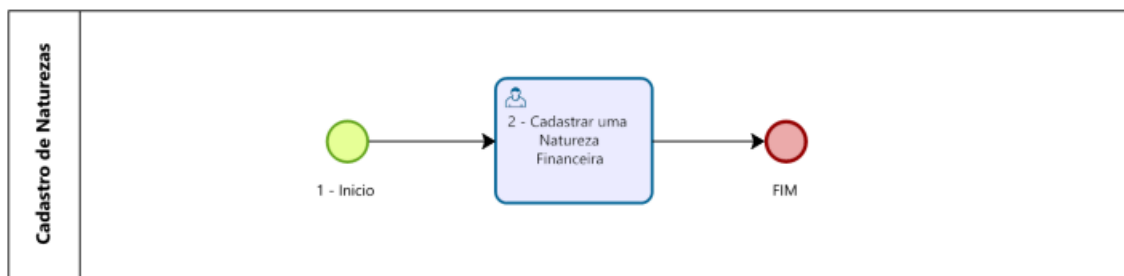 Cadastro de Naturezas
2 - Cadastrar uma
Natureza
Financeira
1 - Inicio
FIM